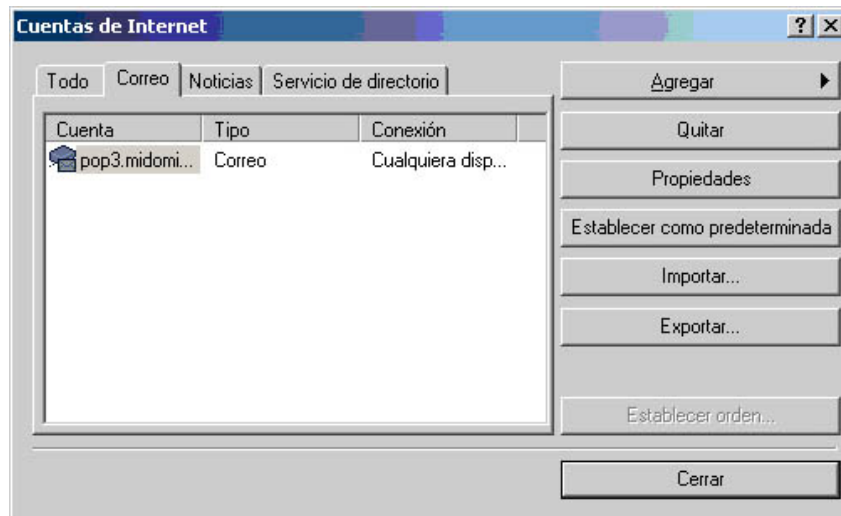 Cuentas de Internet
Todo Correo Noticias Servicio de directorio
Cuenta Tipo Conexión
pop3.midomi... Correo Cualquiera disp...
Agregar
Quitar
Propiedades
Establecer como predeterminada
Importar...
Exportar...
Establecer orden...
Cerrar